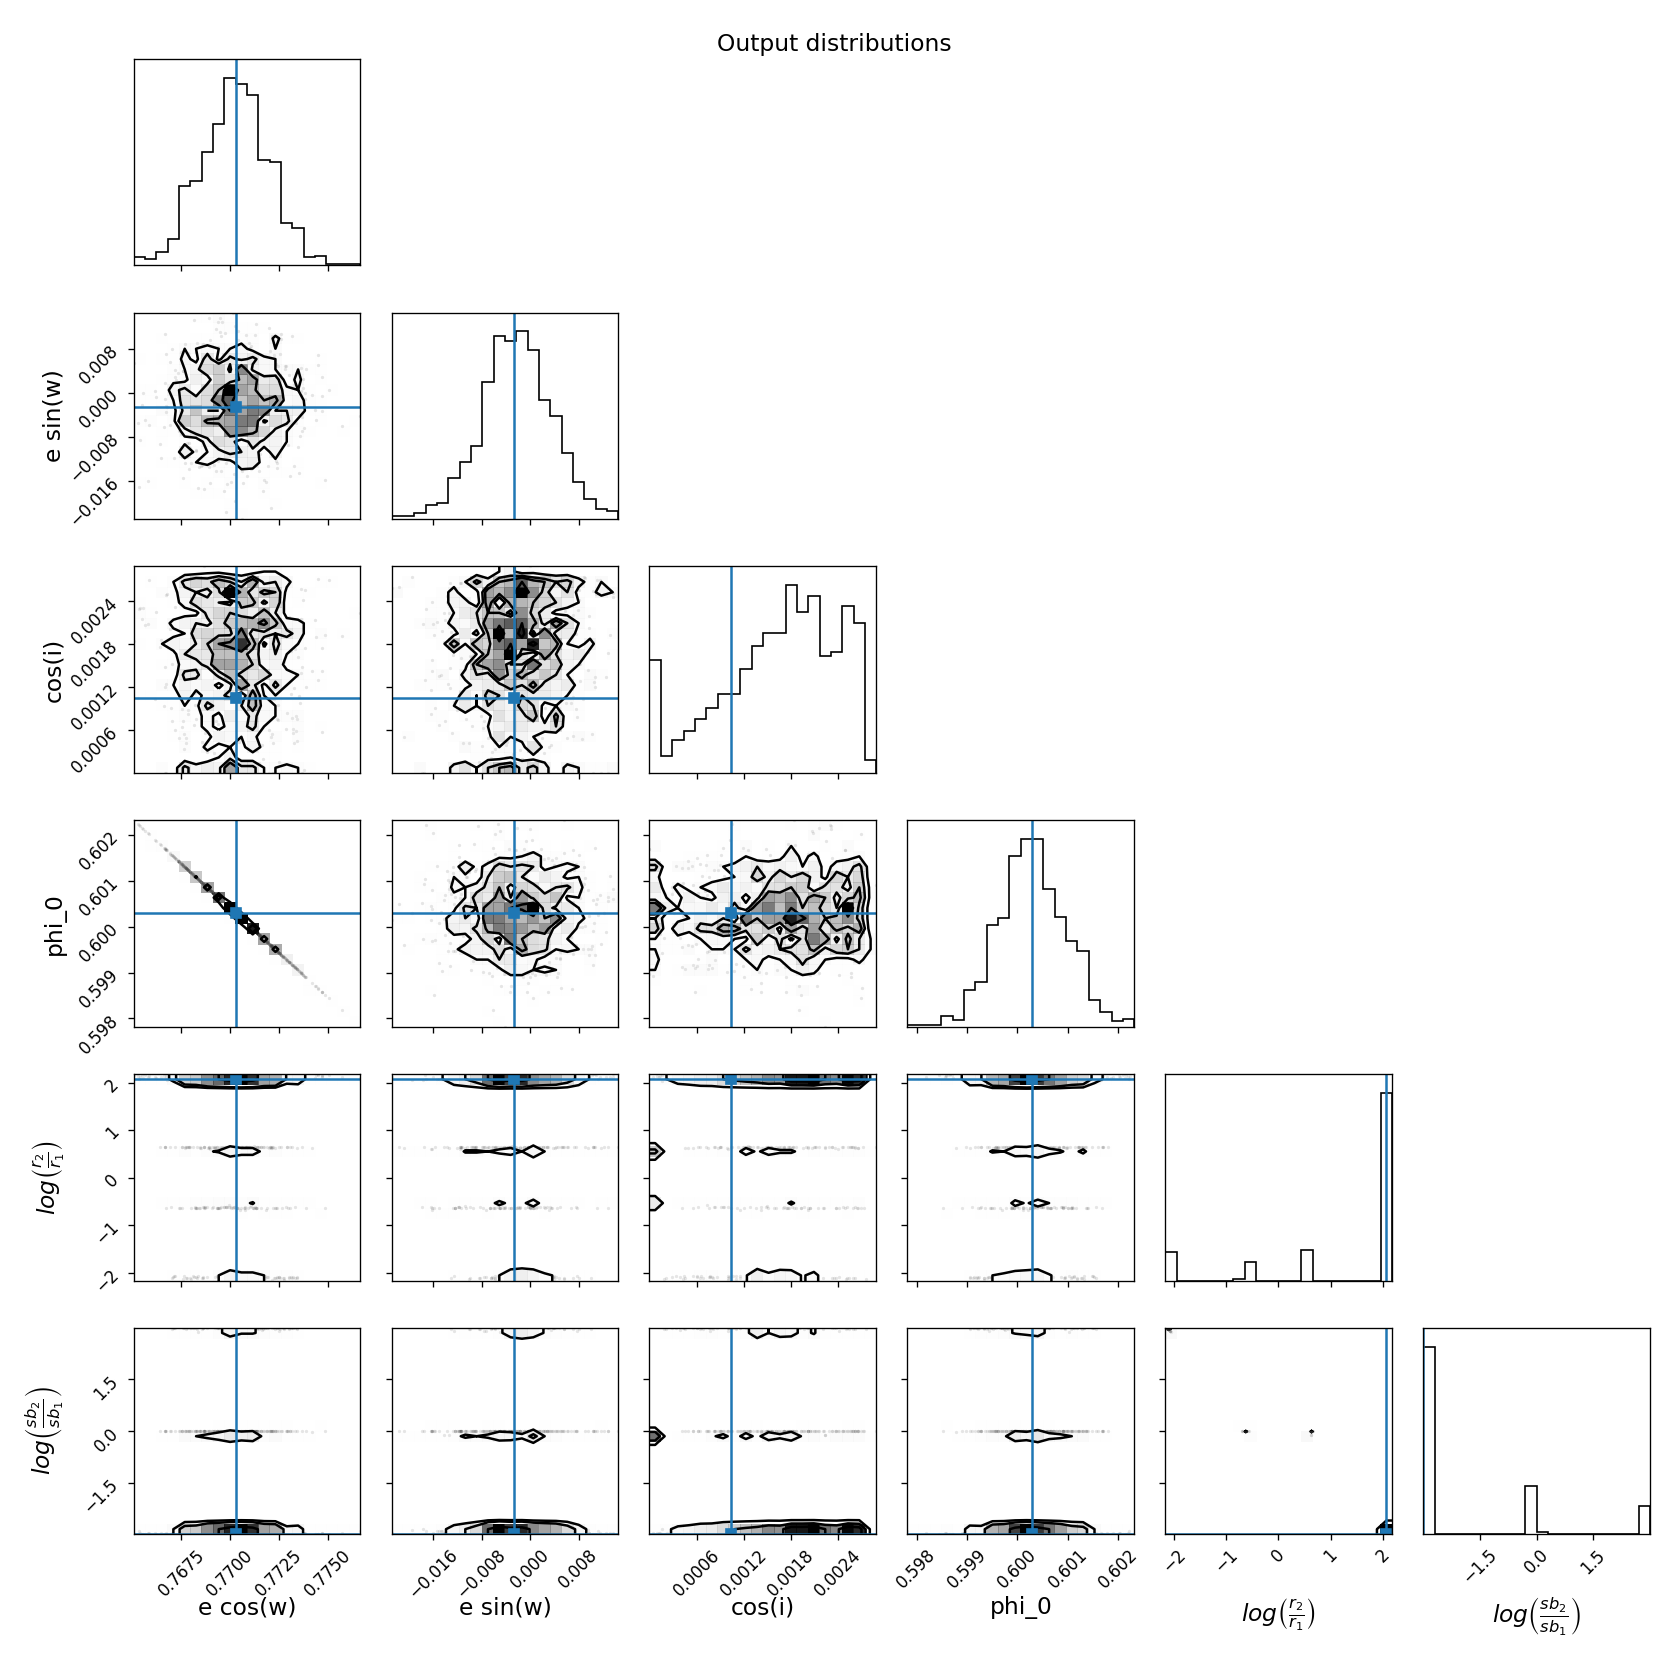 Output distributions
e sin(w)
0.008
0.000
−0.008
−0.016
cos(i)
0.0024
0.0018
0.0012
0.0006
phi_0
0.602
0.601
0.600
0.599
0.598
log(r₂/r₁)
2
1
0
−1
−2
log(sb₂/sb₁)
1.5
0.0
−1.5
0.7675 0.7700 0.7725 0.7750
e cos(w)
−0.016 −0.008 0.000 0.008
e sin(w)
0.0006 0.0012 0.0018 0.0024
cos(i)
0.598 0.599 0.600 0.601 0.602
phi_0
−2 −1 0 1 2
log(r₂/r₁)
−1.5 0.0 1.5
log(sb₂/sb₁)